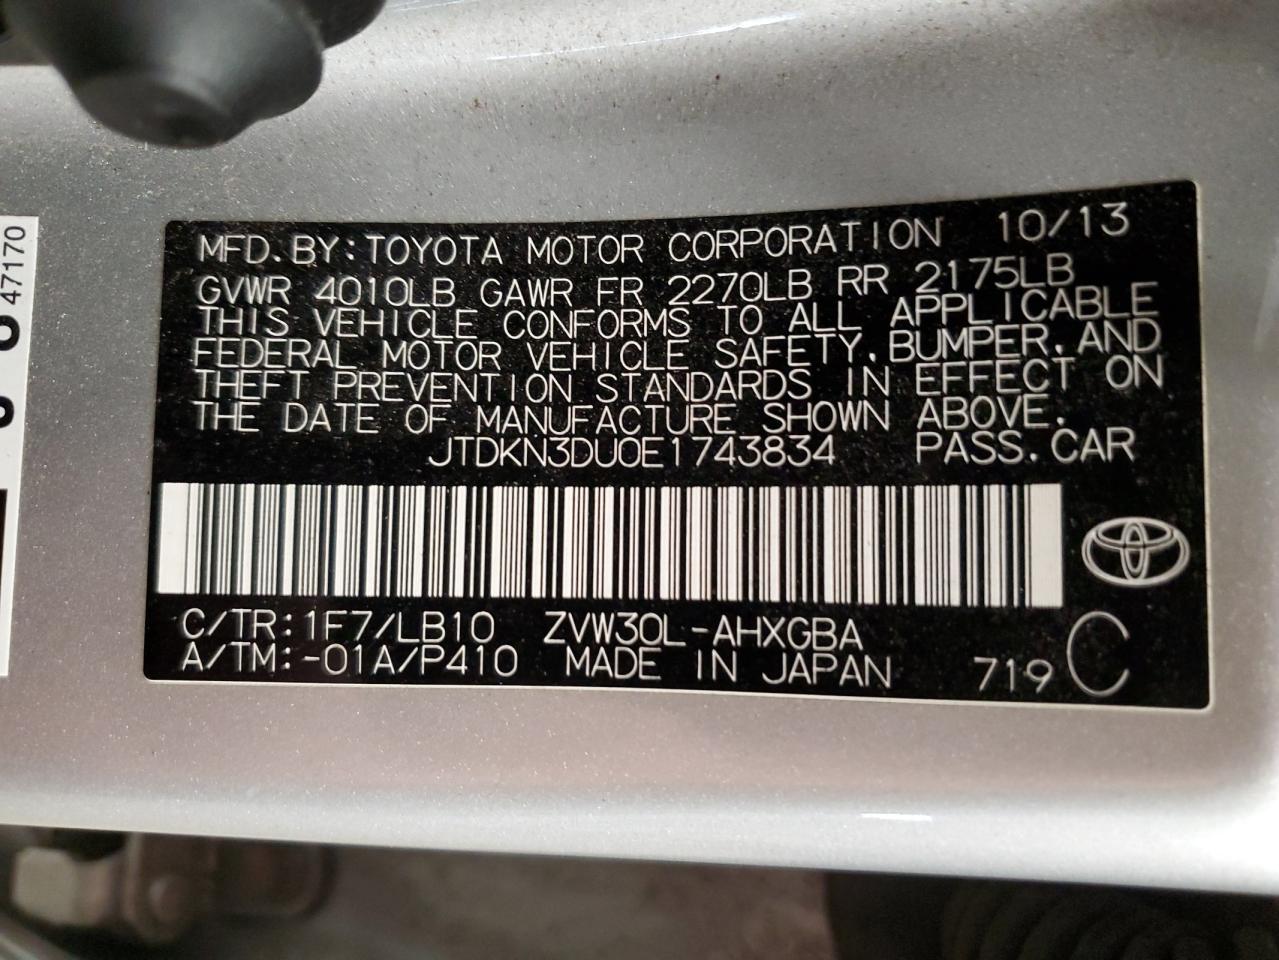 MFD.BY:TOYOTA MOTOR CORPORATION 10/13
GVWR 4010LB GAWR FR 2270LB RR 2175LB
THIS VEHICLE CONFORMS TO ALL APPLICABLE
FEDERAL MOTOR VEHICLE SAFETY,BUMPER,AND
THEFT PREVENTION STANDARDS IN EFFECT ON
THE DATE OF MANUFACTURE SHOWN ABOVE.
JTDKN3DU0E1743834 PASS.CAR
C/TR:1F7/LB10 ZVW30L-AHXGBA
A/TM:-01A/P410 MADE IN JAPAN 719 C
47170